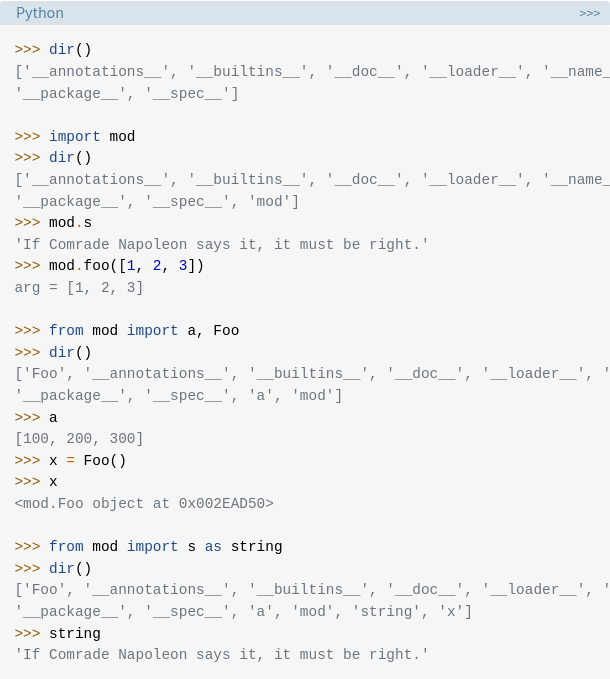 Python >>>
>>> dir()
['__annotations__', '__builtins__', '__doc__', '__loader__', '__name_
'__package__', '__spec__']
>>> import mod
>>> dir()
['__annotations__', '__builtins__', '__doc__', '__loader__', '__name_
'__package__', '__spec__', 'mod']
>>> mod.s
'If Comrade Napoleon says it, it must be right.'
>>> mod.foo([1, 2, 3])
arg = [1, 2, 3]
>>> from mod import a, Foo
>>> dir()
['Foo', '__annotations__', '__builtins__', '__doc__', '__loader__', '
'__package__', '__spec__', 'a', 'mod']
>>> a
[100, 200, 300]
>>> x = Foo()
>>> x
<mod.Foo object at 0x002EAD50>
>>> from mod import s as string
>>> dir()
['Foo', '__annotations__', '__builtins__', '__doc__', '__loader__', '
'__package__', '__spec__', 'a', 'mod', 'string', 'x']
>>> string
'If Comrade Napoleon says it, it must be right.'